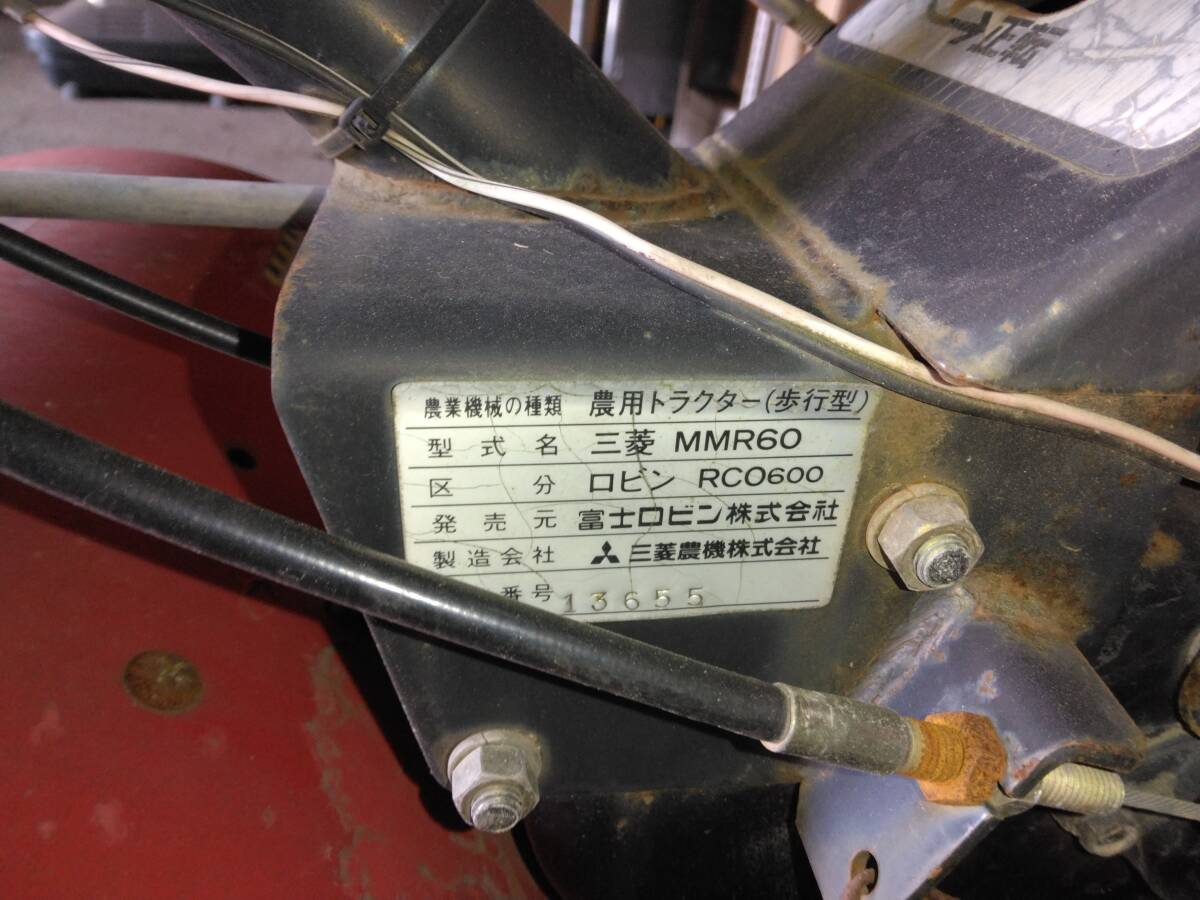 正転
農業機械の種類 農用トラクター(歩行型)
型式名 三菱 MMR60
区分 ロビン RCO600
発売元 富士ロビン株式会社
製造会社 三菱農機株式会社
番号 13655